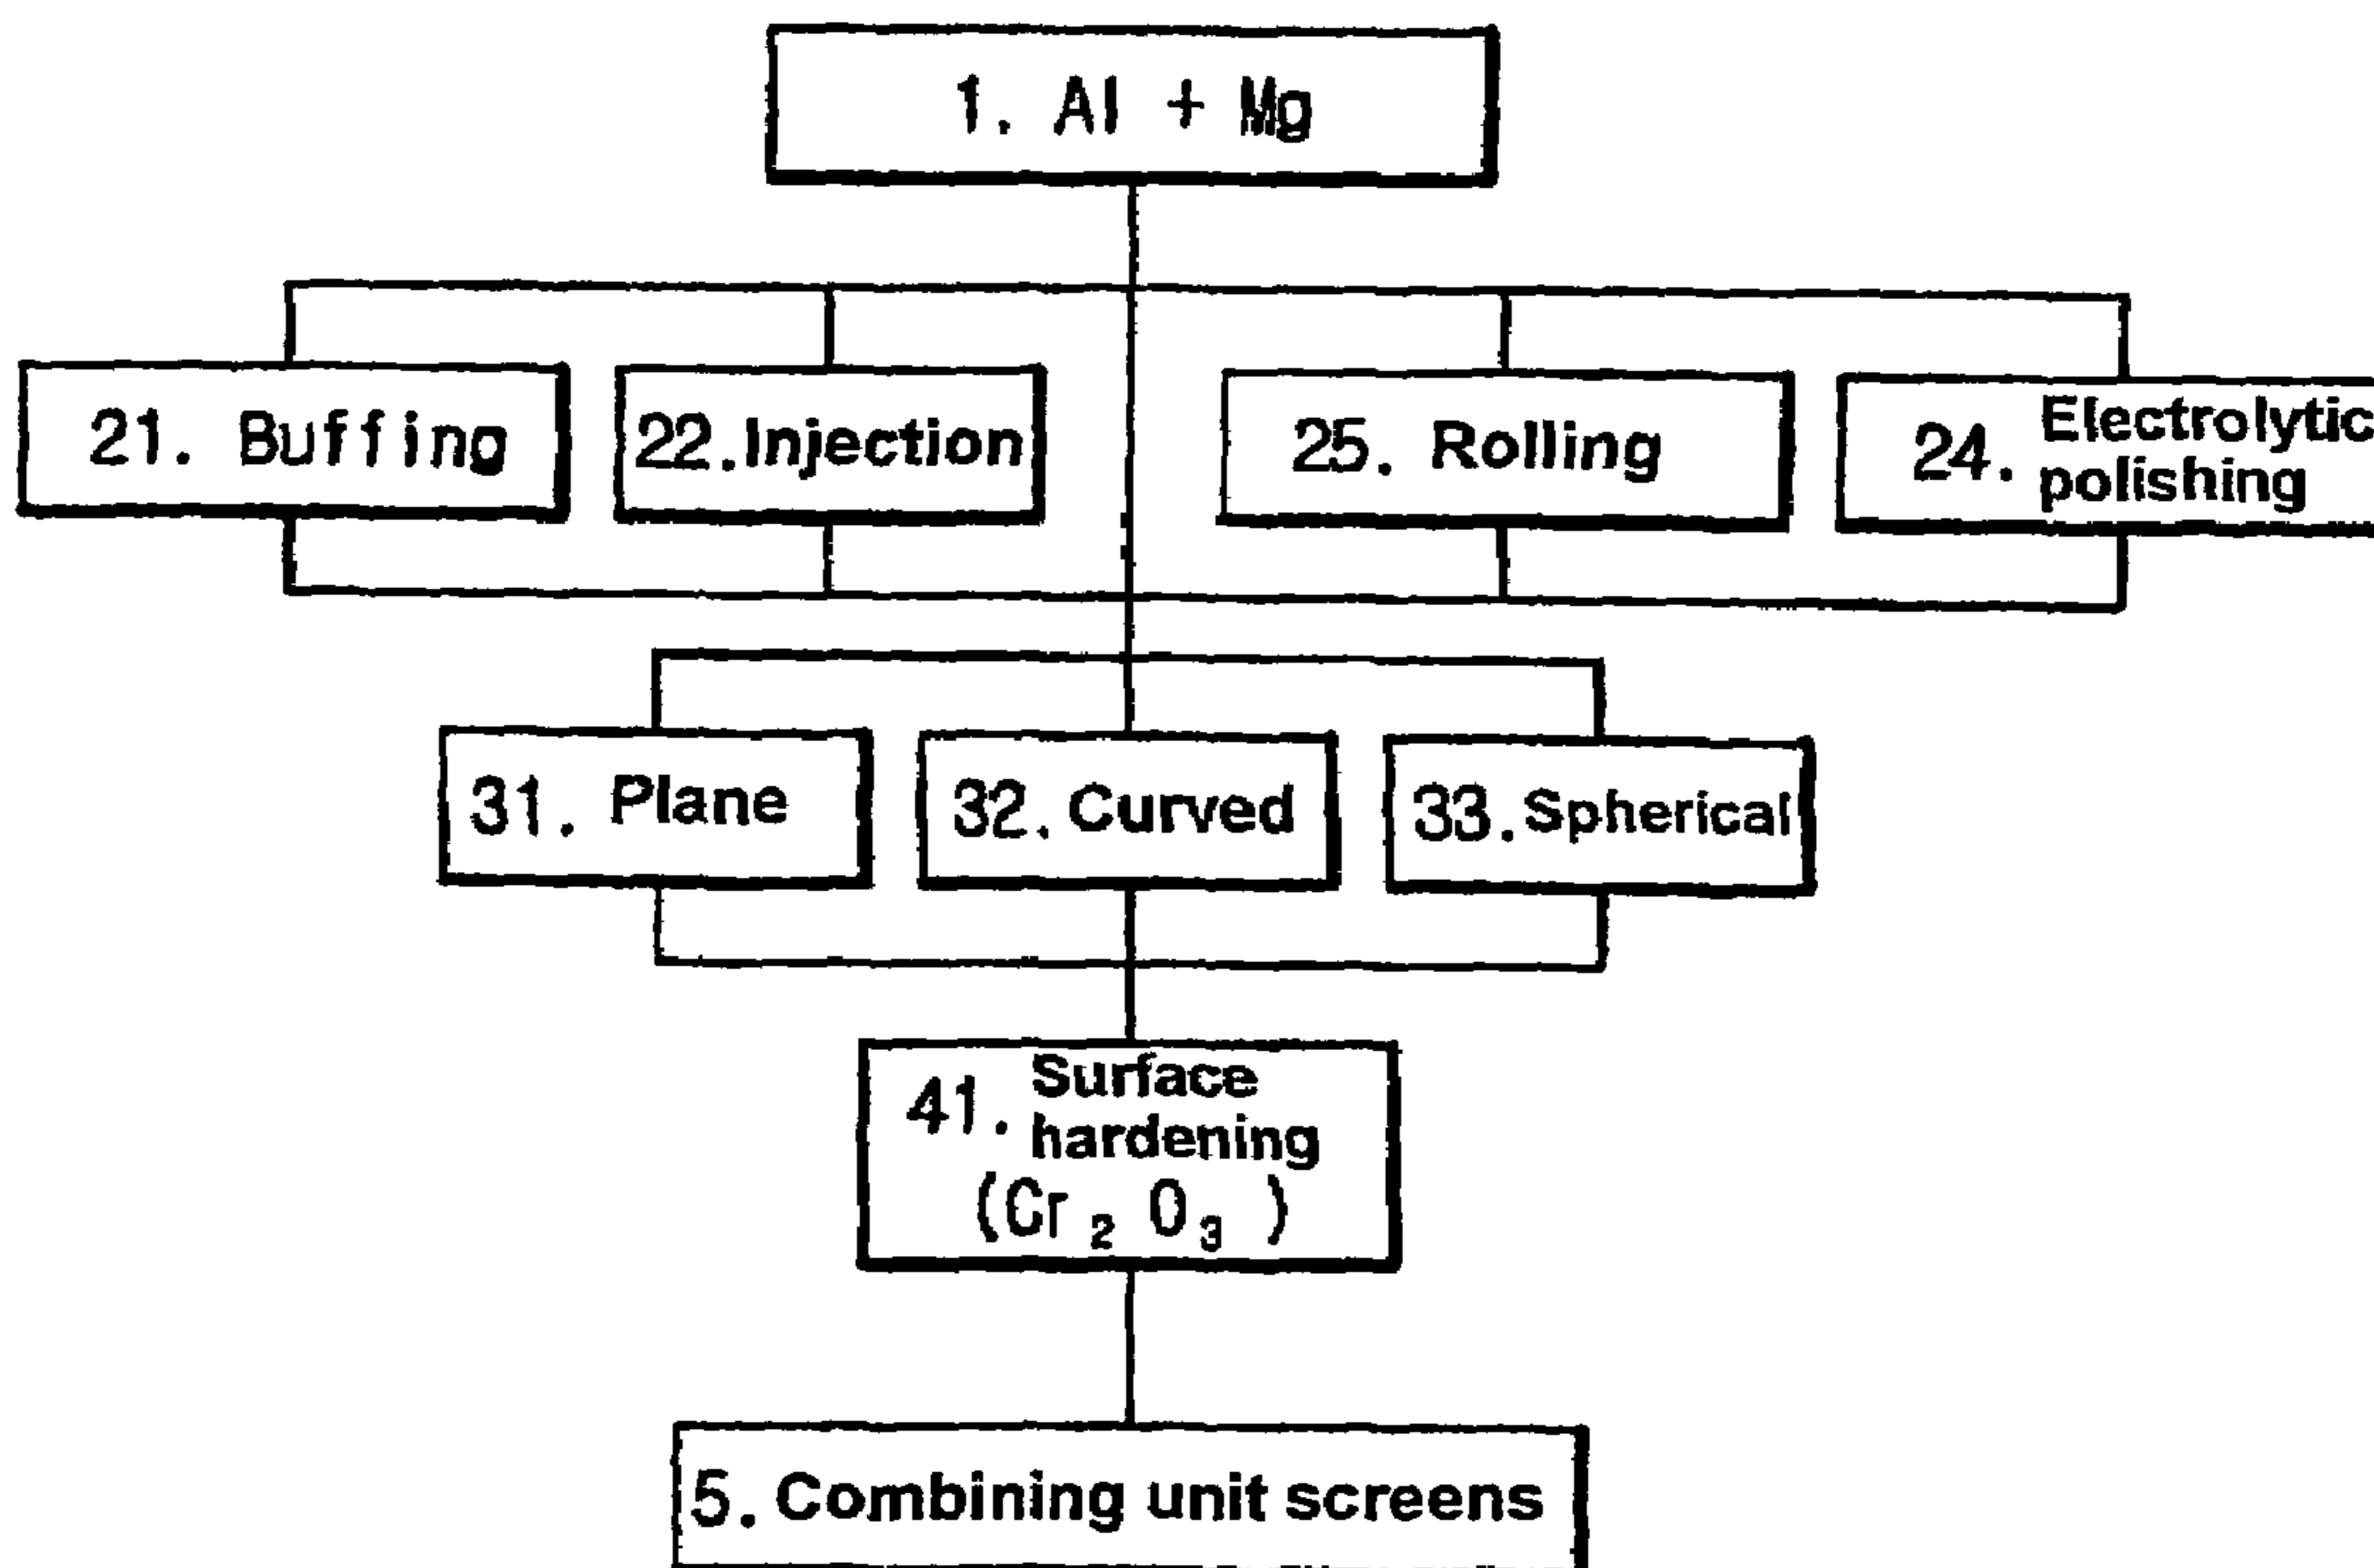 1. Al + Mg
21. Buffing
22. Injection
25. Rolling
24. Electrolytic
polishing
31. Plane
32. Curved
33. Spherical
41. Surface
hardening
(Cr₂O₃)
5. Combining unit screens